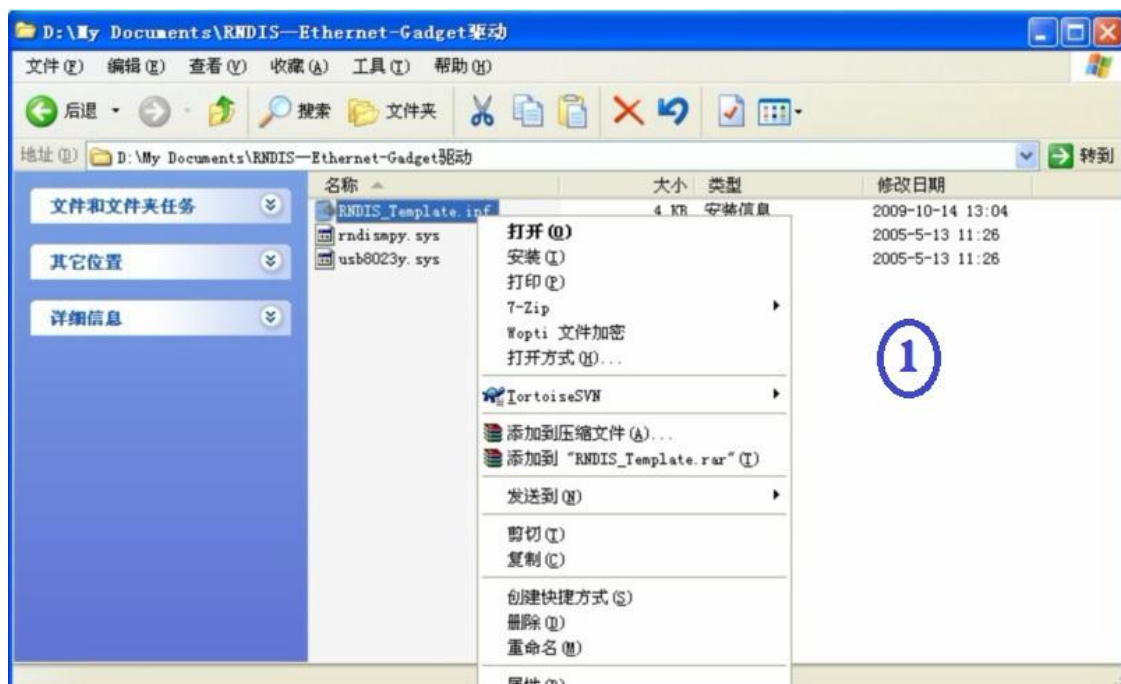 D:\My Documents\RNDIS—Ethernet-Gadget驱动
文件(F) 编辑(E) 查看(V) 收藏(A) 工具(T) 帮助(H)
后退 搜索 文件夹
地址(D) D:\My Documents\RNDIS—Ethernet-Gadget驱动 转到
名称 大小 类型 修改日期
文件和文件夹任务
其它位置
详细信息
RNDIS_Template.inf 4 KB 安装信息 2009-10-14 13:04
rndismpy.sys 2005-5-13 11:26
usb8023y.sys 2005-5-13 11:26
打开(O)
安装(I)
打印(P)
7-Zip
Wopti 文件加密
打开方式(H)...
TortoiseSVN
添加到压缩文件(A)...
添加到 "RNDIS_Template.rar"(T)
发送到(N)
剪切(T)
复制(C)
创建快捷方式(S)
删除(D)
重命名(M)
属性(R)
1